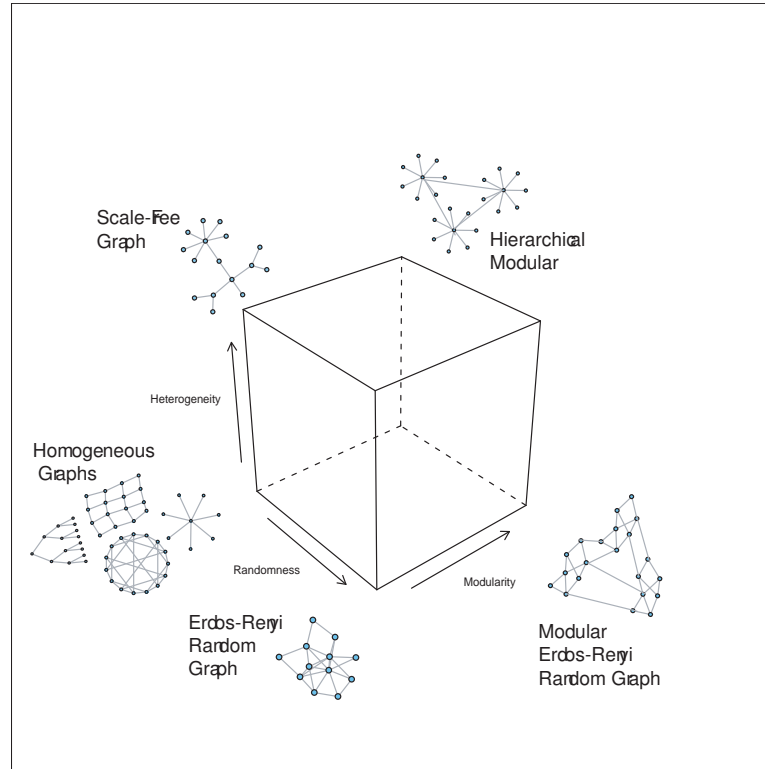 Scale-Free
Graph
Hierarchical
Modular
Heterogeneity
Homogeneous
Graphs
Randomness
Modularity
Erdos-Renyi
Random
Graph
Modular
Erdos-Renyi
Random Graph